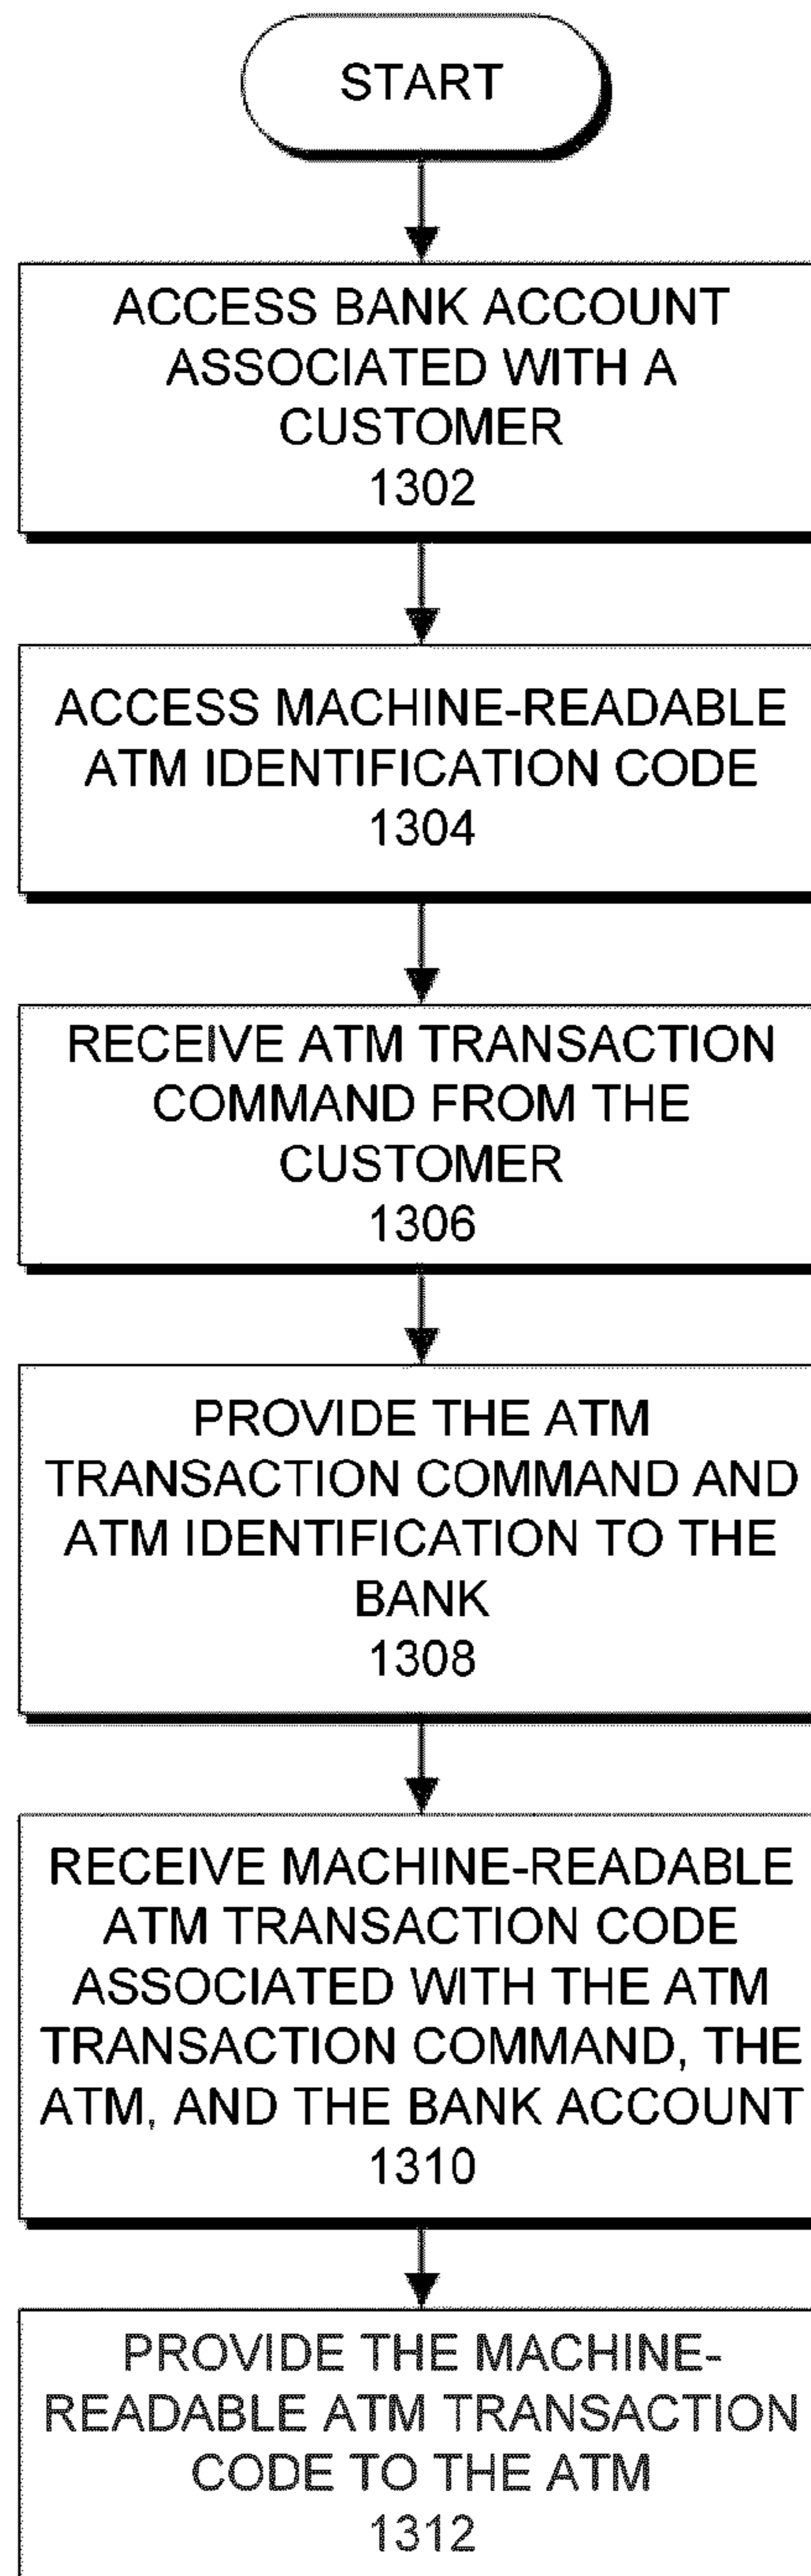 START
ACCESS BANK ACCOUNT
ASSOCIATED WITH A
CUSTOMER
1302
ACCESS MACHINE-READABLE
ATM IDENTIFICATION CODE
1304
RECEIVE ATM TRANSACTION
COMMAND FROM THE
CUSTOMER
1306
PROVIDE THE ATM
TRANSACTION COMMAND AND
ATM IDENTIFICATION TO THE
BANK
1308
RECEIVE MACHINE-READABLE
ATM TRANSACTION CODE
ASSOCIATED WITH THE ATM
TRANSACTION COMMAND, THE
ATM, AND THE BANK ACCOUNT
1310
PROVIDE THE MACHINE-
READABLE ATM TRANSACTION
CODE TO THE ATM
1312